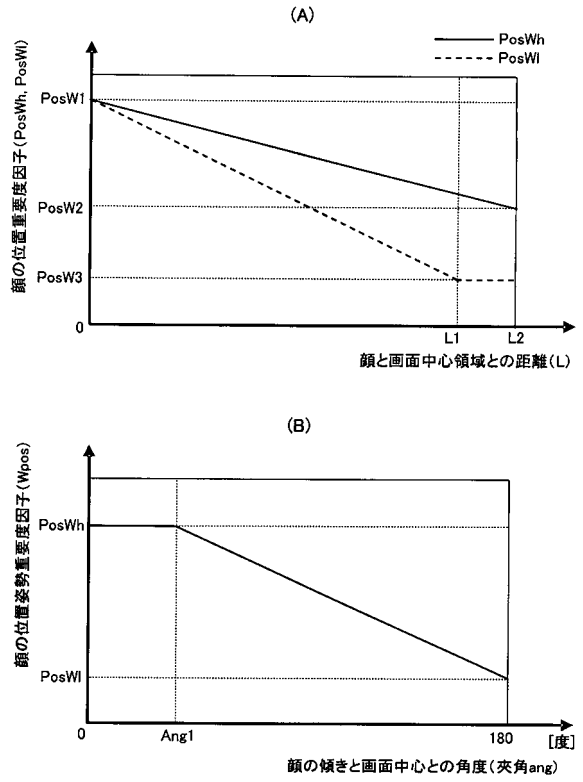 (A)
PosWh
PosWl
顔の位置重要度因子(PosWh, PosWl)
PosW1
PosW2
PosW3
0
L1
L2
顔と画面中心領域との距離(L)
(B)
顔の位置姿勢重要度因子(Wpos)
PosWh
PosWl
0
Ang1
180
[度]
顔の傾きと画面中心との角度(夾角ang)